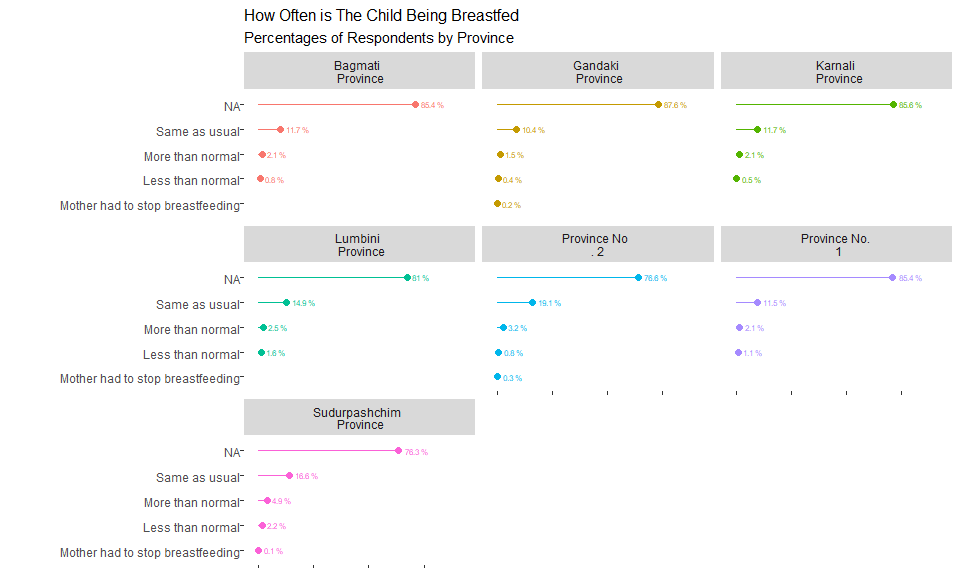 How Often is The Child Being Breastfed
Percentages of Respondents by Province
Bagmati
Province
Gandaki
Province
Karnali
Province
NA
85.4 %
87.6 %
85.6 %
Same as usual
11.7 %
10.4 %
11.7 %
More than normal
2.1 %
1.5 %
2.1 %
Less than normal
0.8 %
0.4 %
0.5 %
Mother had to stop breastfeeding
0.2 %
Lumbini
Province
Province No
. 2
Province No.
1
NA
81 %
76.6 %
85.4 %
Same as usual
14.9 %
19.1 %
11.5 %
More than normal
2.5 %
3.2 %
2.1 %
Less than normal
1.6 %
0.8 %
1.1 %
Mother had to stop breastfeeding
0.3 %
Sudurpashchim
Province
NA
76.3 %
Same as usual
16.6 %
More than normal
4.9 %
Less than normal
2.2 %
Mother had to stop breastfeeding
0.1 %